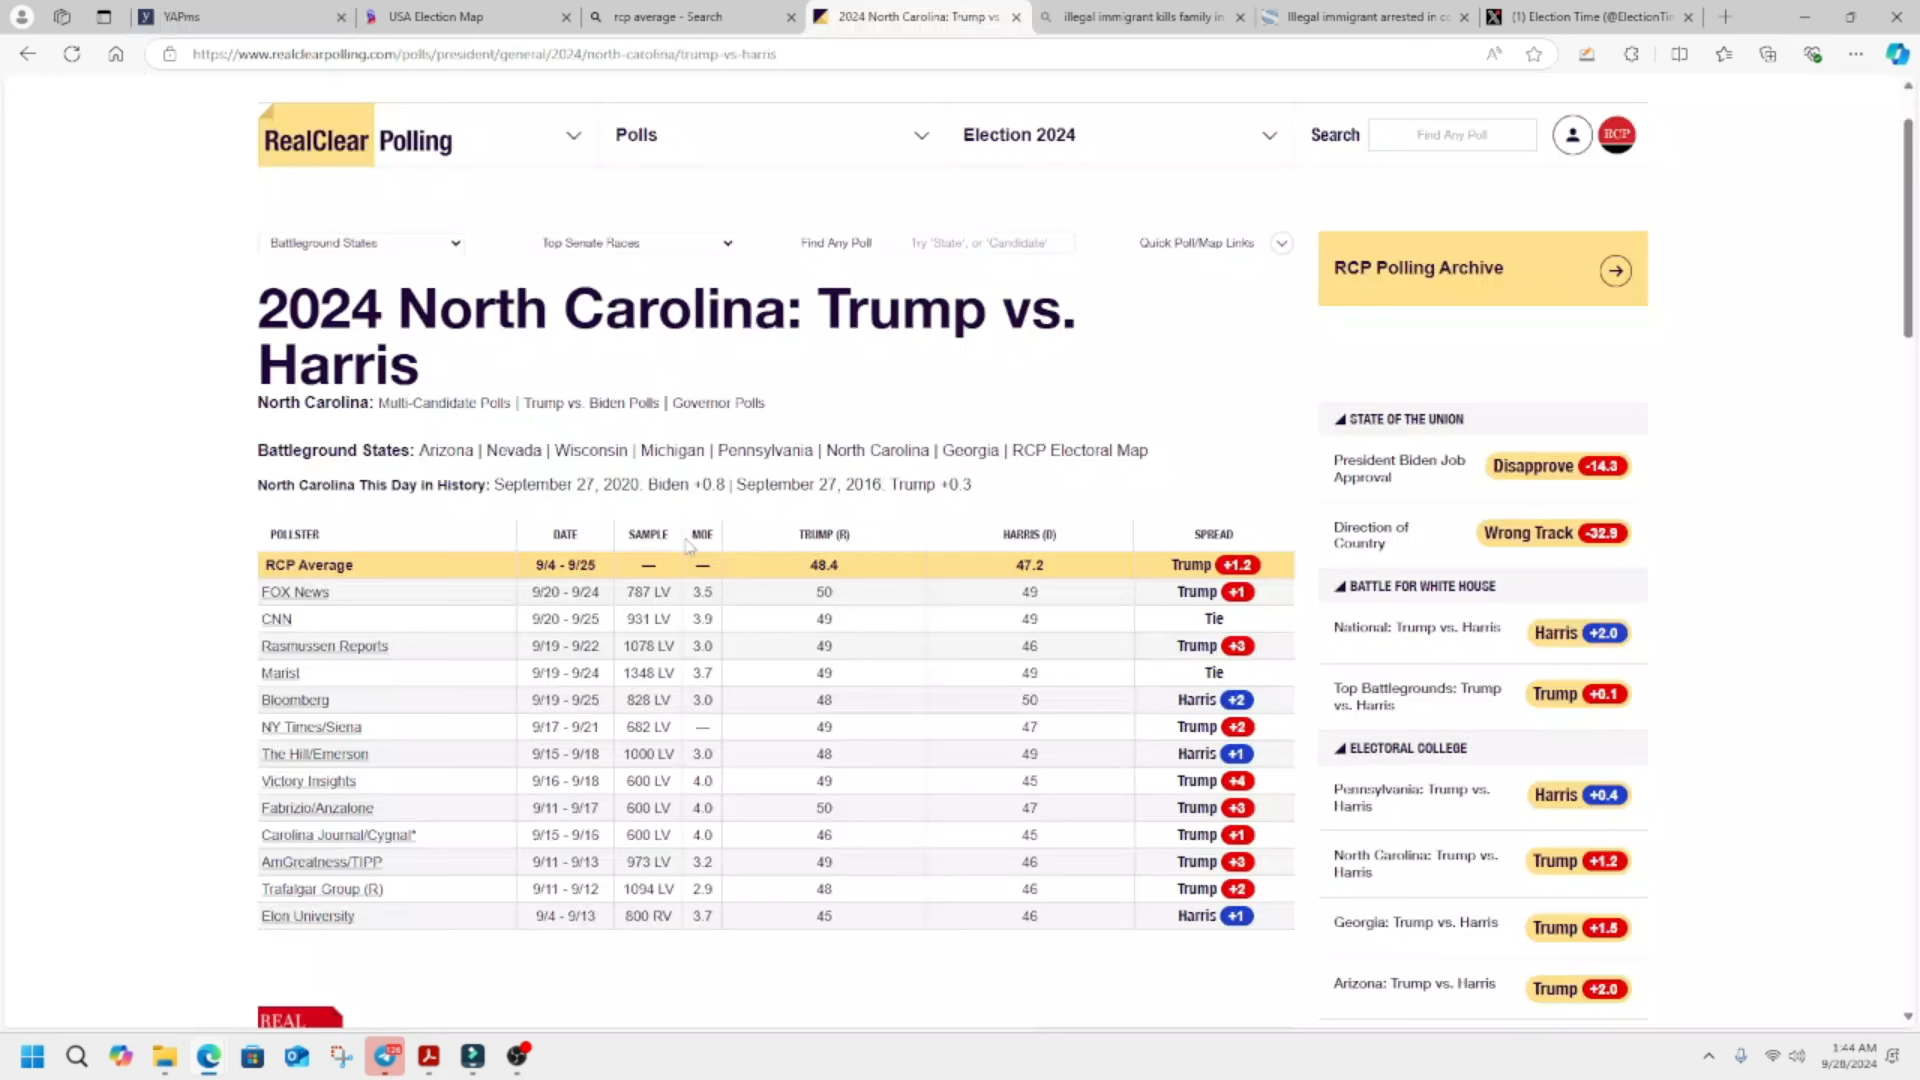 YAPms
USA Election Map
rcp average - Search
2024 North Carolina: Trump vs
illegal immigrant kills family in
Illegal immigrant arrested in cc
(1) Election Time (@ElectionTin
https://www.realclearpolling.com/polls/president/general/2024/north-carolina/trump-vs-harris
RealClear Polling
Polls
Election 2024
Search
Find Any Poll
RCP
Battleground States
Top Senate Races
Find Any Poll
Try 'State', or 'Candidate'
Quick Poll/Map Links
RCP Polling Archive
2024 North Carolina: Trump vs.
Harris
North Carolina: Multi-Candidate Polls | Trump vs. Biden Polls | Governor Polls
Battleground States: Arizona | Nevada | Wisconsin | Michigan | Pennsylvania | North Carolina | Georgia | RCP Electoral Map
North Carolina This Day in History: September 27, 2020. Biden +0.8 | September 27, 2016. Trump +0.3
POLLSTER DATE SAMPLE MOE TRUMP (R) HARRIS (D) SPREAD
RCP Average 9/4 - 9/25 — — 48.4 47.2 Trump +1.2
FOX News 9/20 - 9/24 787 LV 3.5 50 49 Trump +1
CNN 9/20 - 9/25 931 LV 3.9 49 49 Tie
Rasmussen Reports 9/19 - 9/22 1078 LV 3.0 49 46 Trump +3
Marist 9/19 - 9/24 1348 LV 3.7 49 49 Tie
Bloomberg 9/19 - 9/25 828 LV 3.0 48 50 Harris +2
NY Times/Siena 9/17 - 9/21 682 LV — 49 47 Trump +2
The Hill/Emerson 9/15 - 9/18 1000 LV 3.0 48 49 Harris +1
Victory Insights 9/16 - 9/18 600 LV 4.0 49 45 Trump +4
Fabrizio/Anzalone 9/11 - 9/17 600 LV 4.0 50 47 Trump +3
Carolina Journal/Cygnal* 9/15 - 9/16 600 LV 4.0 46 45 Trump +1
AmGreatness/TIPP 9/11 - 9/13 973 LV 3.2 49 46 Trump +3
Trafalgar Group (R) 9/11 - 9/12 1094 LV 2.9 48 46 Trump +2
Elon University 9/4 - 9/13 800 RV 3.7 45 46 Harris +1
REAL
STATE OF THE UNION
President Biden Job
Approval
Disapprove -14.3
Direction of
Country
Wrong Track -32.9
BATTLE FOR WHITE HOUSE
National: Trump vs. Harris
Harris +2.0
Top Battlegrounds: Trump
vs. Harris
Trump +0.1
ELECTORAL COLLEGE
Pennsylvania: Trump vs.
Harris
Harris +0.4
North Carolina: Trump vs.
Harris
Trump +1.2
Georgia: Trump vs. Harris
Trump +1.5
Arizona: Trump vs. Harris
Trump +2.0
1:44 AM
9/28/2024